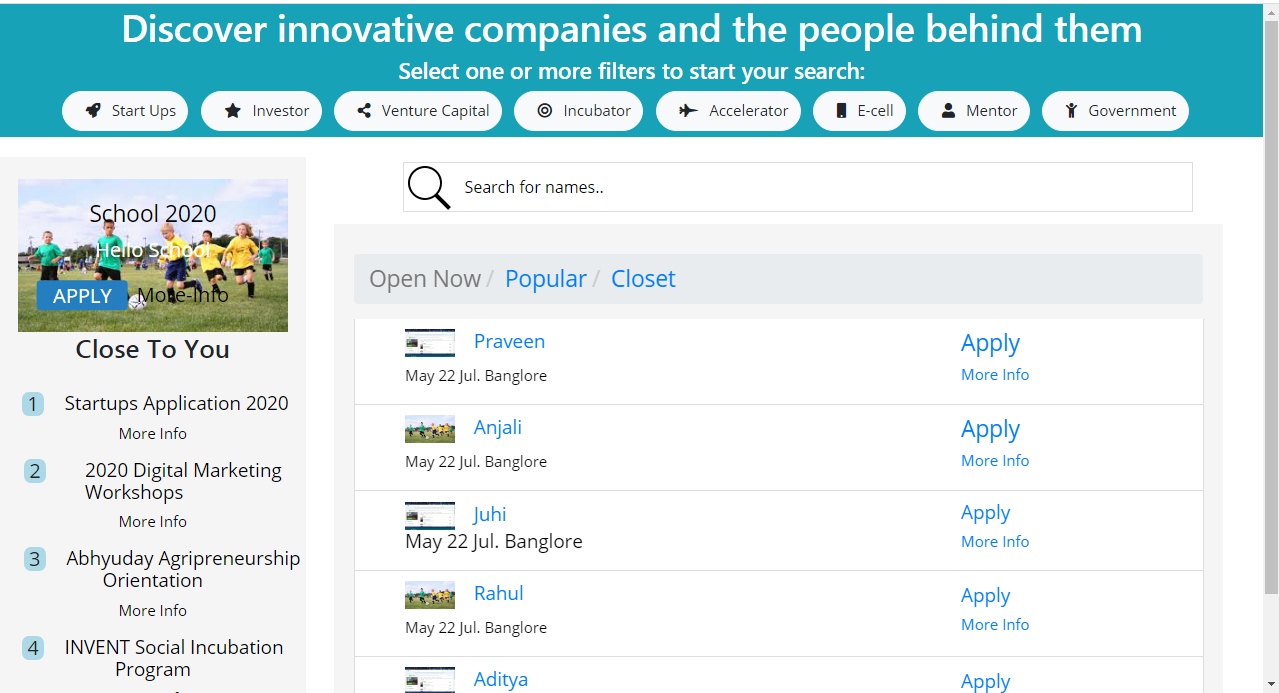 Discover innovative companies and the people behind them
Select one or more filters to start your search:
Start Ups Investor Venture Capital Incubator Accelerator E-cell Mentor Government
School 2020
Hello School
APPLY More-Info
Close To You
1 Startups Application 2020
More Info
2 2020 Digital Marketing
Workshops
More Info
3 Abhyuday Agripreneurship
Orientation
More Info
4 INVENT Social Incubation
Program
Search for names..
Open Now / Popular / Closet
Praveen Apply
May 22 Jul. Banglore More Info
Anjali Apply
May 22 Jul. Banglore More Info
Juhi Apply
May 22 Jul. Banglore More Info
Rahul Apply
May 22 Jul. Banglore More Info
Aditya Apply